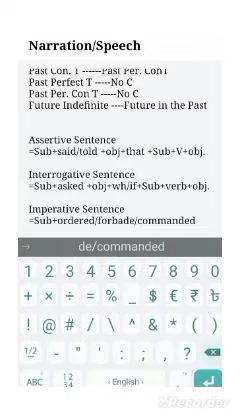 Narration/Speech
Past Con. T ------Past Per. ConT
Past Perfect T -----No C
Past Per. Con T -----No C
Future Indefinite ----Future in the Past
Assertive Sentence
=Sub+said/told +obj+that +Sub+V+obj.
Interrogative Sentence
=Sub+asked +obj+wh/if+Sub+verb+obj.
Imperative Sentence
=Sub+ordered/forbade/commanded
de/commanded
1 2 3 4 5 6 7 8 9 0
+ × ÷ = % _ $ € ₹ ৳
! @ # / \ ^ & * ( )
1/2 - " ' : ; , ?
ABC 12 34 ‹ English ›